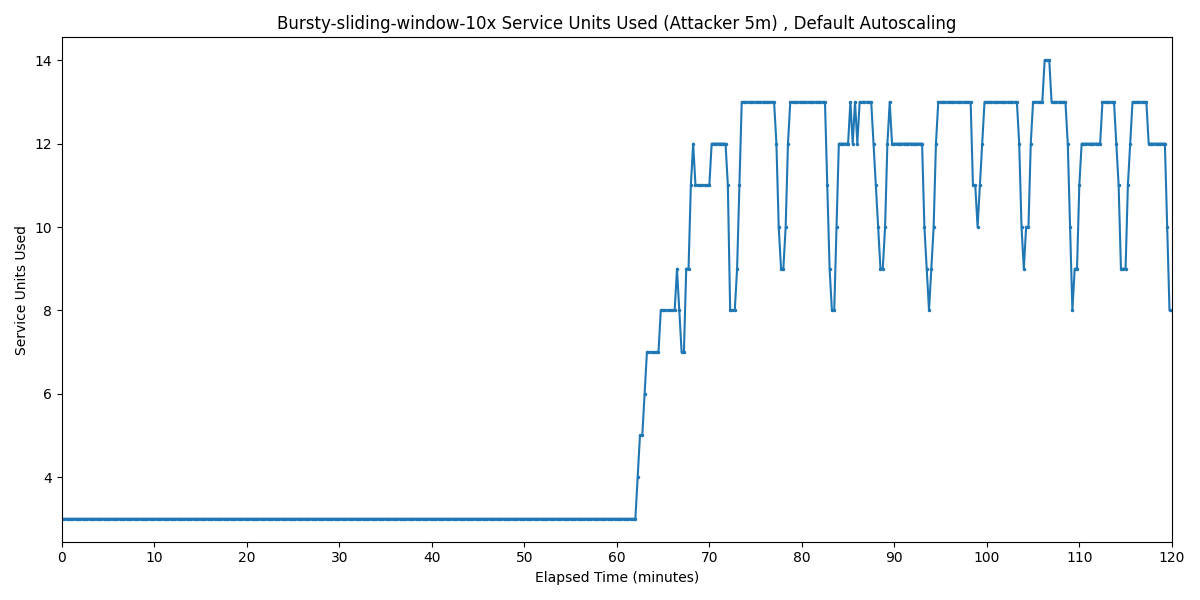 Bursty-sliding-window-10x Service Units Used (Attacker 5m) , Default Autoscaling
Service Units Used
14
12
10
8
6
4
0 10 20 30 40 50 60 70 80 90 100 110 120
Elapsed Time (minutes)